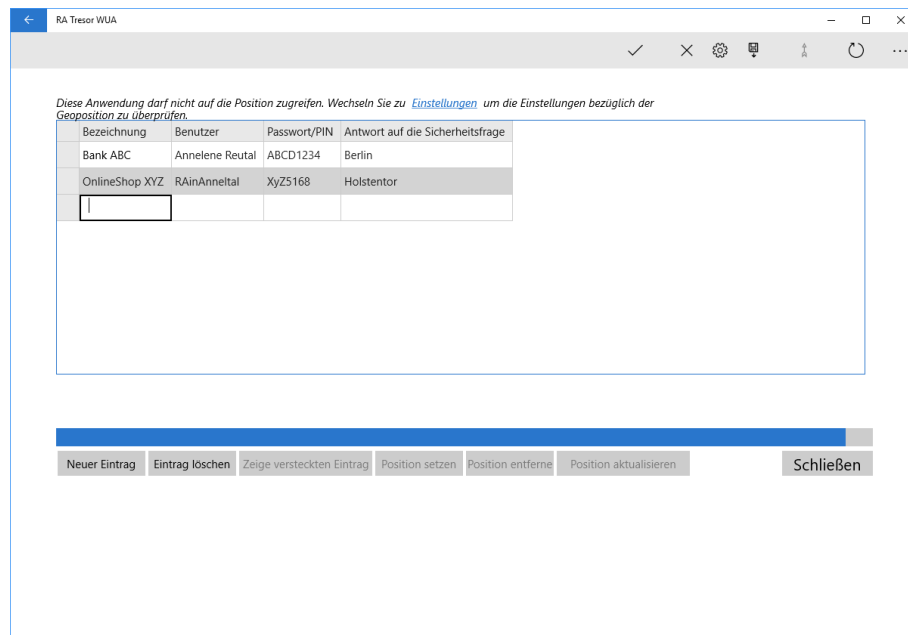 RA Tresor WUA
Diese Anwendung darf nicht auf die Position zugreifen. Wechseln Sie zu Einstellungen um die Einstellungen bezüglich der
Geoposition zu überprüfen.
Bezeichnung Benutzer Passwort/PIN Antwort auf die Sicherheitsfrage
Bank ABC Annelene Reutal ABCD1234 Berlin
OnlineShop XYZ RAinAnneltal XyZ5168 Holstentor
Neuer Eintrag Eintrag löschen Zeige versteckten Eintrag Position setzen Position entferne Position aktualisieren Schließen